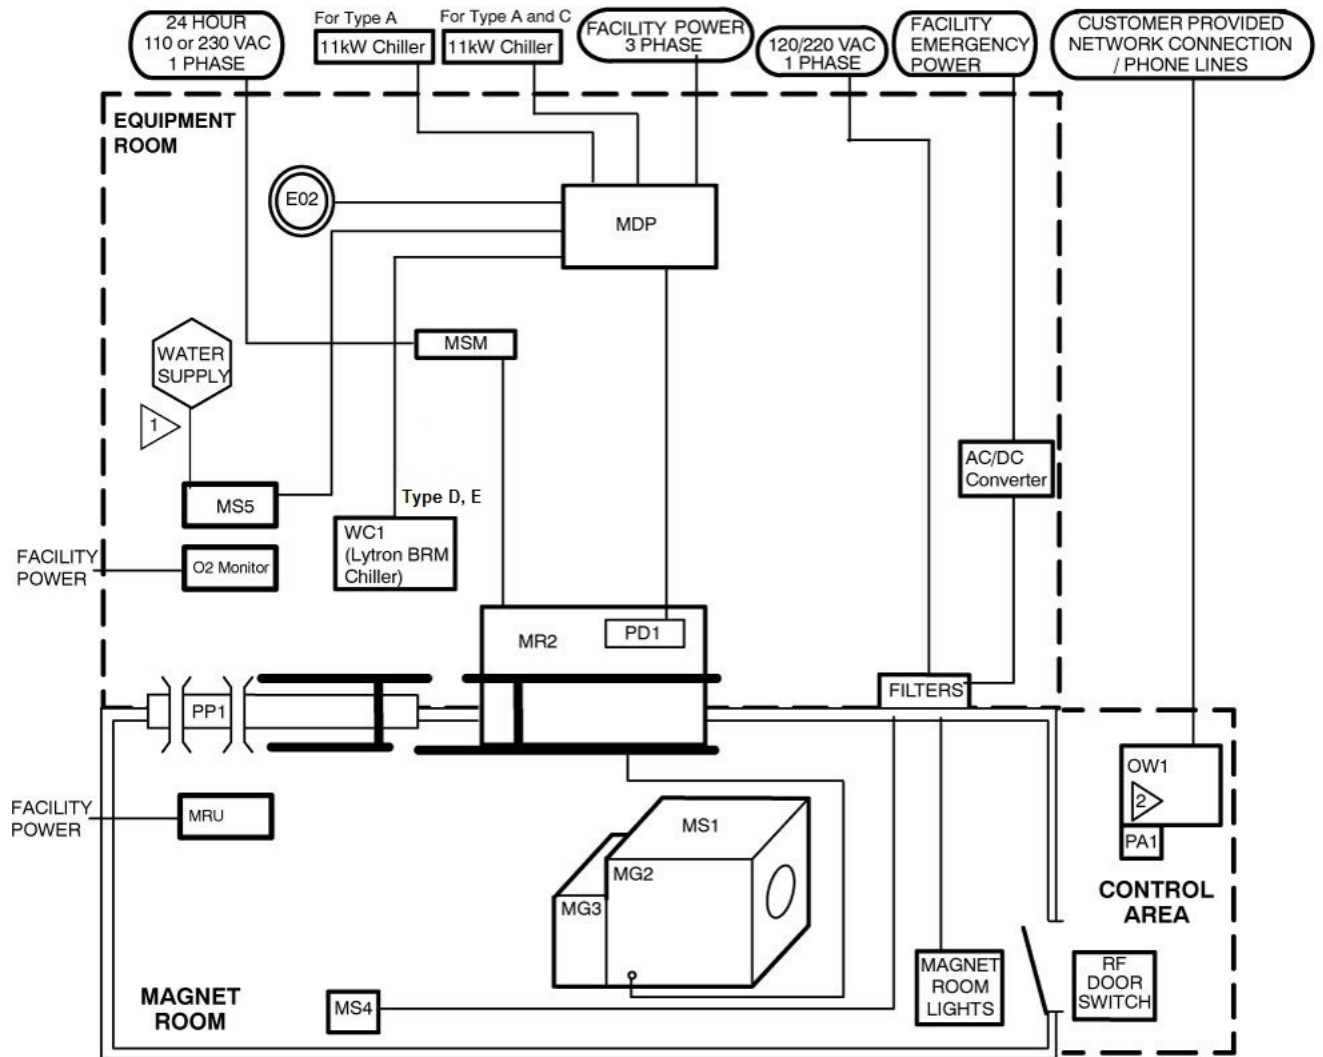 24 HOUR
110 or 230 VAC
1 PHASE
For Type A
11kW Chiller
For Type A and C
11kW Chiller
FACILITY POWER
3 PHASE
120/220 VAC
1 PHASE
FACILITY
EMERGENCY
POWER
CUSTOMER PROVIDED
NETWORK CONNECTION
/ PHONE LINES
EQUIPMENT
ROOM
E02
MDP
MSM
WATER
SUPPLY
1
MS5
Type D, E
WC1
(Lytron BRM
Chiller)
AC/DC
Converter
FACILITY
POWER
O2 Monitor
MR2
PD1
FILTERS
PP1
FACILITY
POWER
MRU
MS1
MG2
MG3
OW1
2
PA1
CONTROL
AREA
MAGNET
ROOM
MS4
MAGNET
ROOM
LIGHTS
RF
DOOR
SWITCH